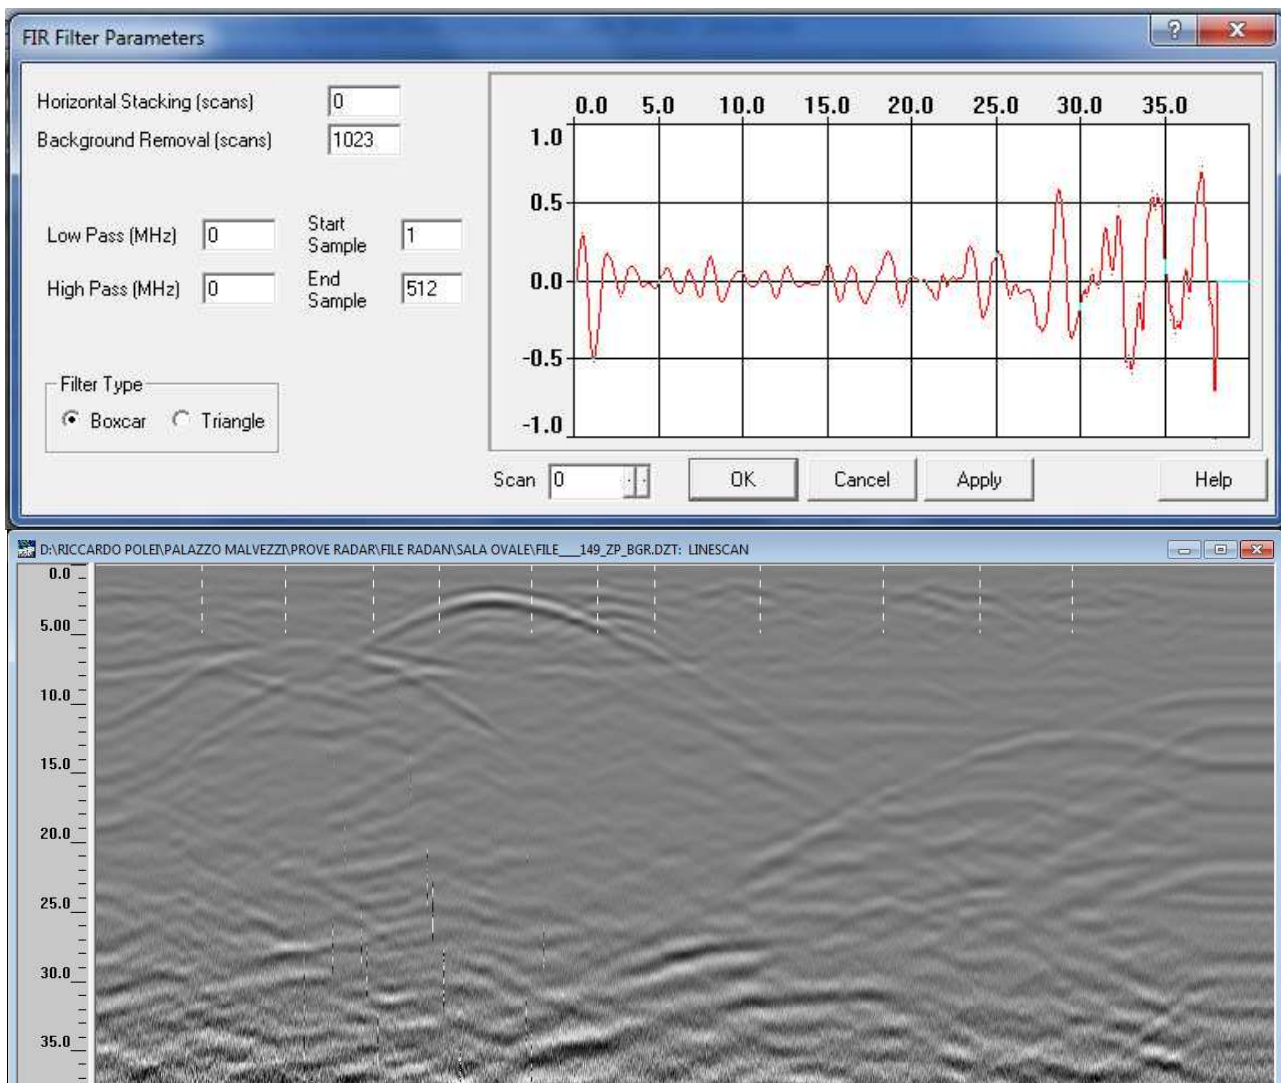 FIR Filter Parameters
Horizontal Stacking (scans) 0
Background Removal (scans) 1023
Low Pass (MHz) 0 Start Sample 1
High Pass (MHz) 0 End Sample 512
Filter Type
Boxcar Triangle
0.0 5.0 10.0 15.0 20.0 25.0 30.0 35.0
1.0
0.5
0.0
-0.5
-1.0
Scan 0 OK Cancel Apply Help
D:\RICCARDO POLEI\PALAZZO MALVEZZI\PROVE RADAR\FILE RADAN\SALA OVALE\FILE___149_ZP_BGR.DZT: LINESCAN
0.0
5.00
10.0
15.0
20.0
25.0
30.0
35.0